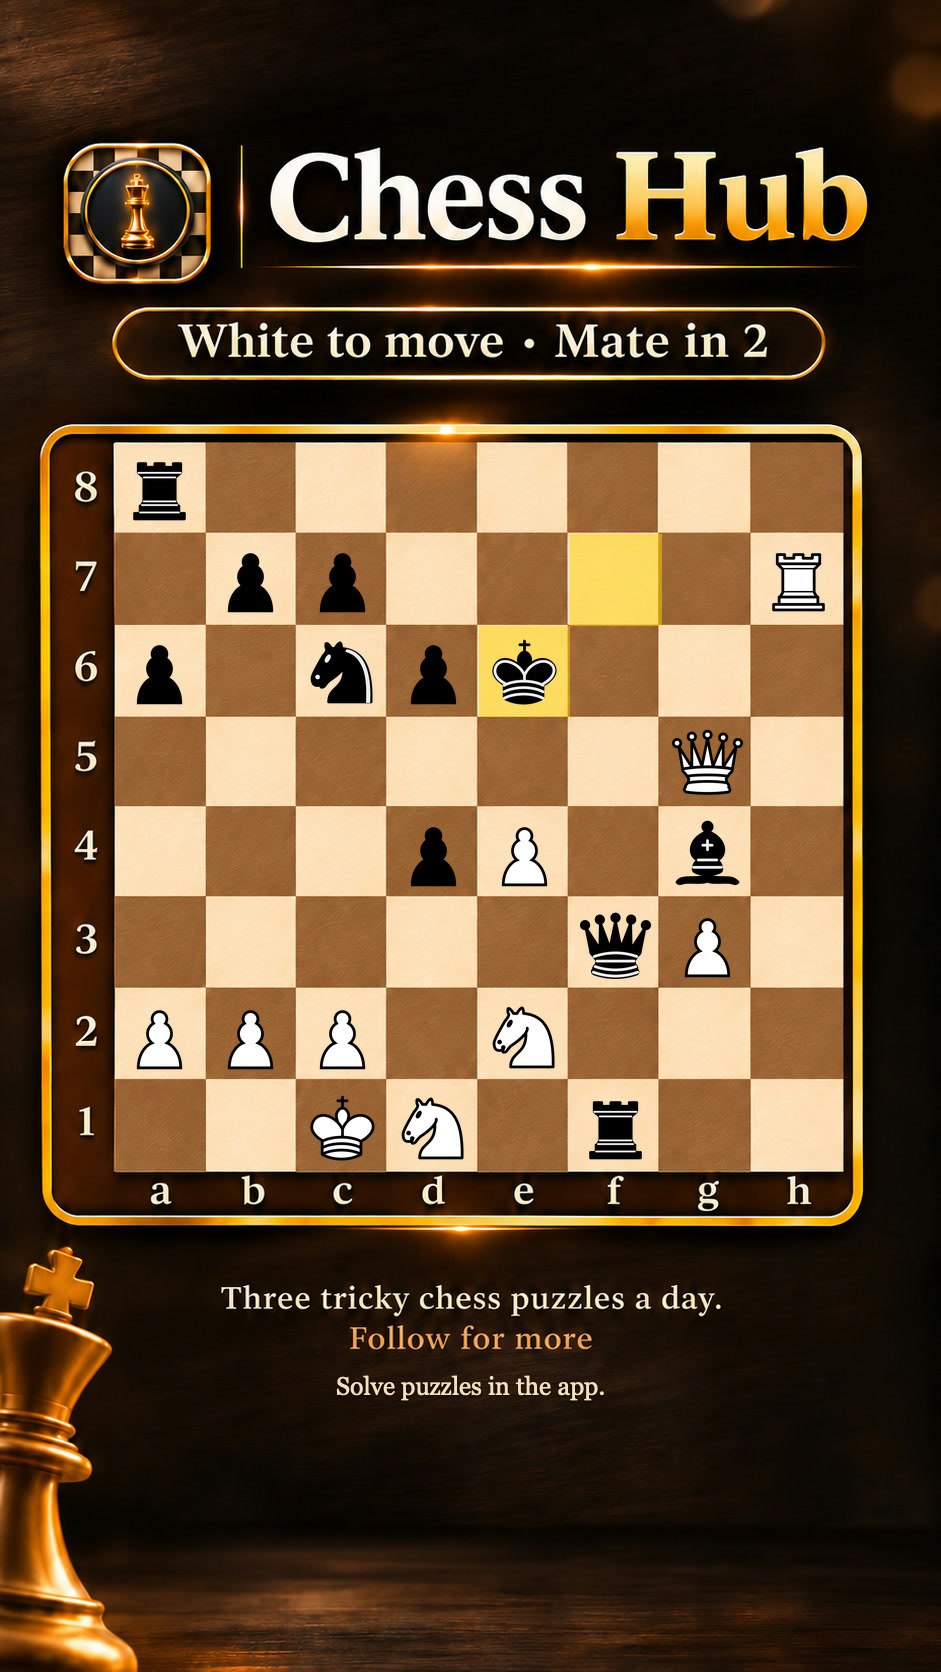 Chess Hub
White to move • Mate in 2
8
7
6
5
4
3
2
1
a b c d e f g h
Three tricky chess puzzles a day.
Follow for more
Solve puzzles in the app.